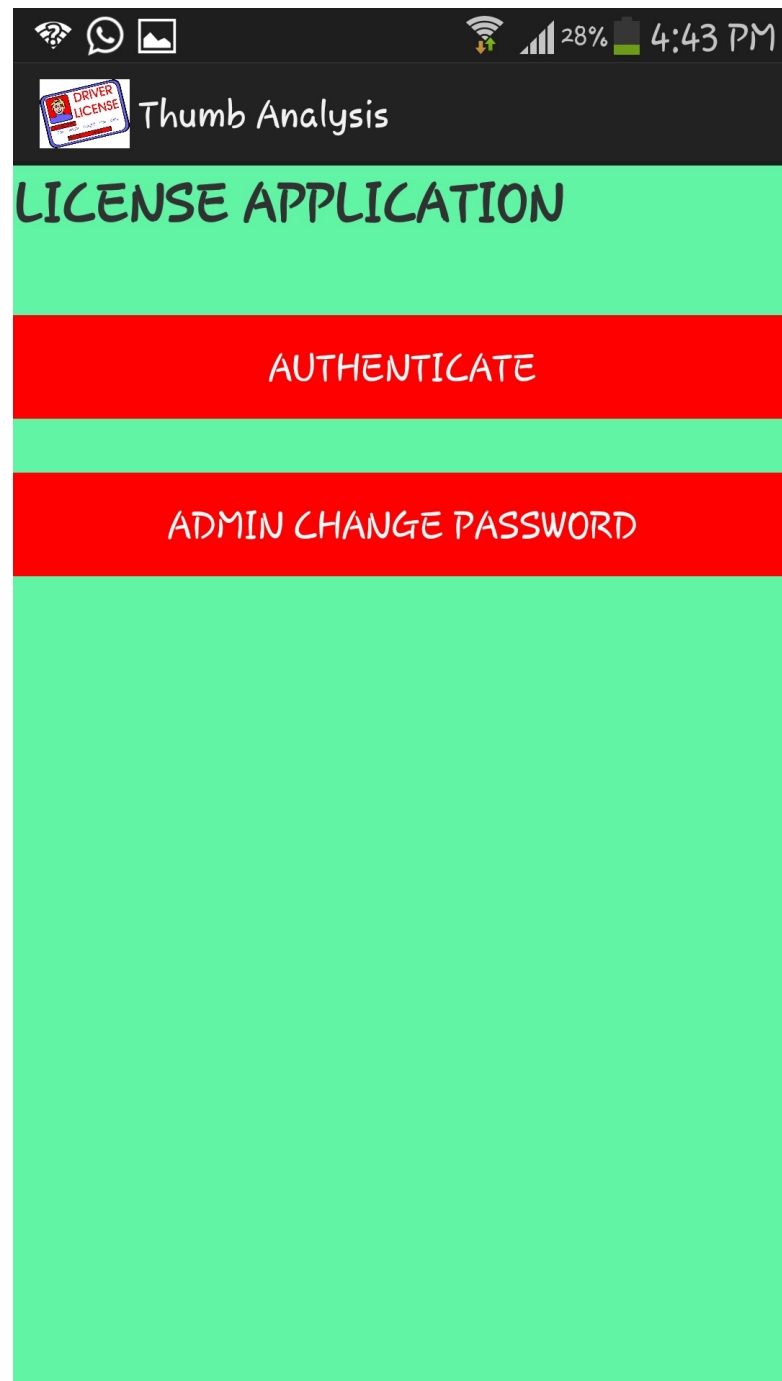 28% 4:43 PM
DRIVER
LICENSE
Thumb Analysis
LICENSE APPLICATION
AUTHENTICATE
ADMIN CHANGE PASSWORD